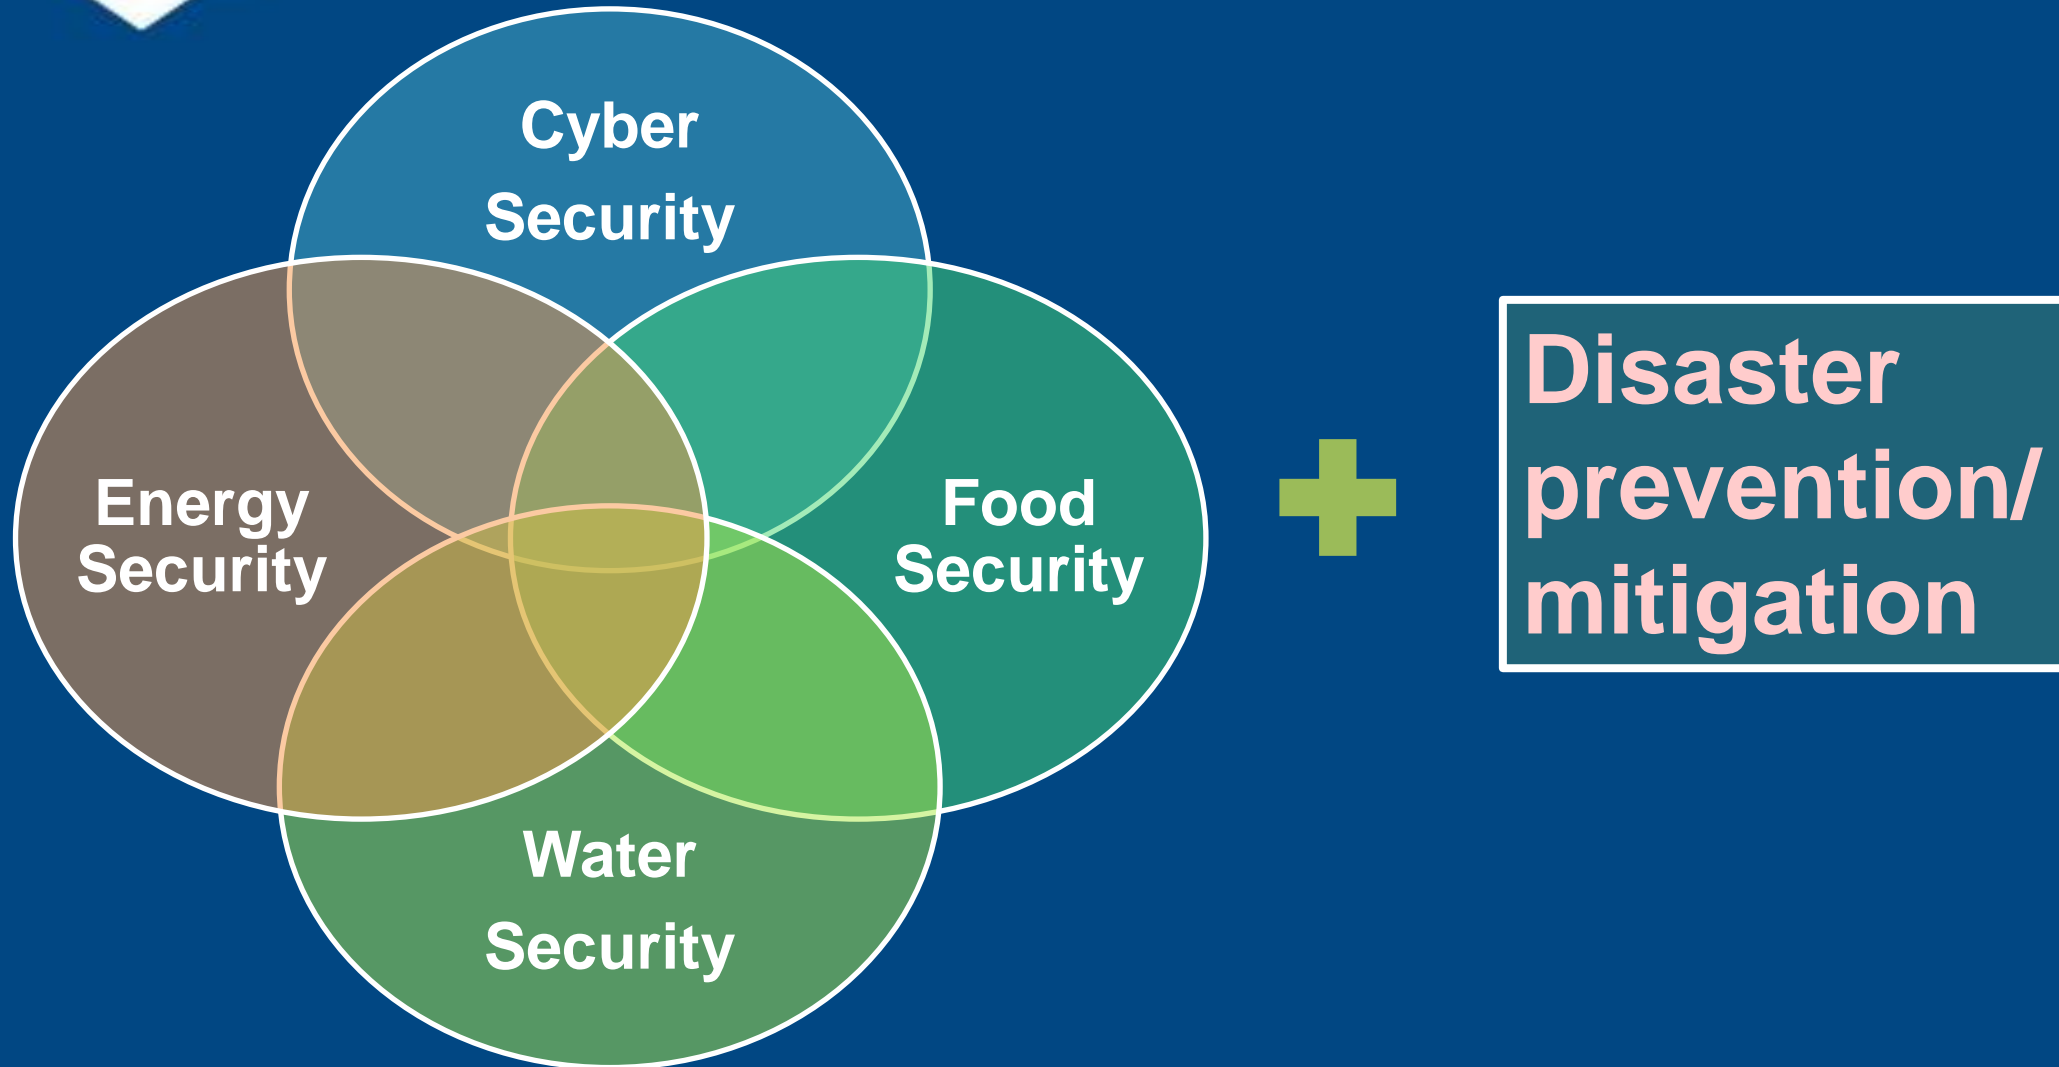 Cyber
Security
Energy
Security
Food
Security
Water
Security
Disaster
prevention/
mitigation